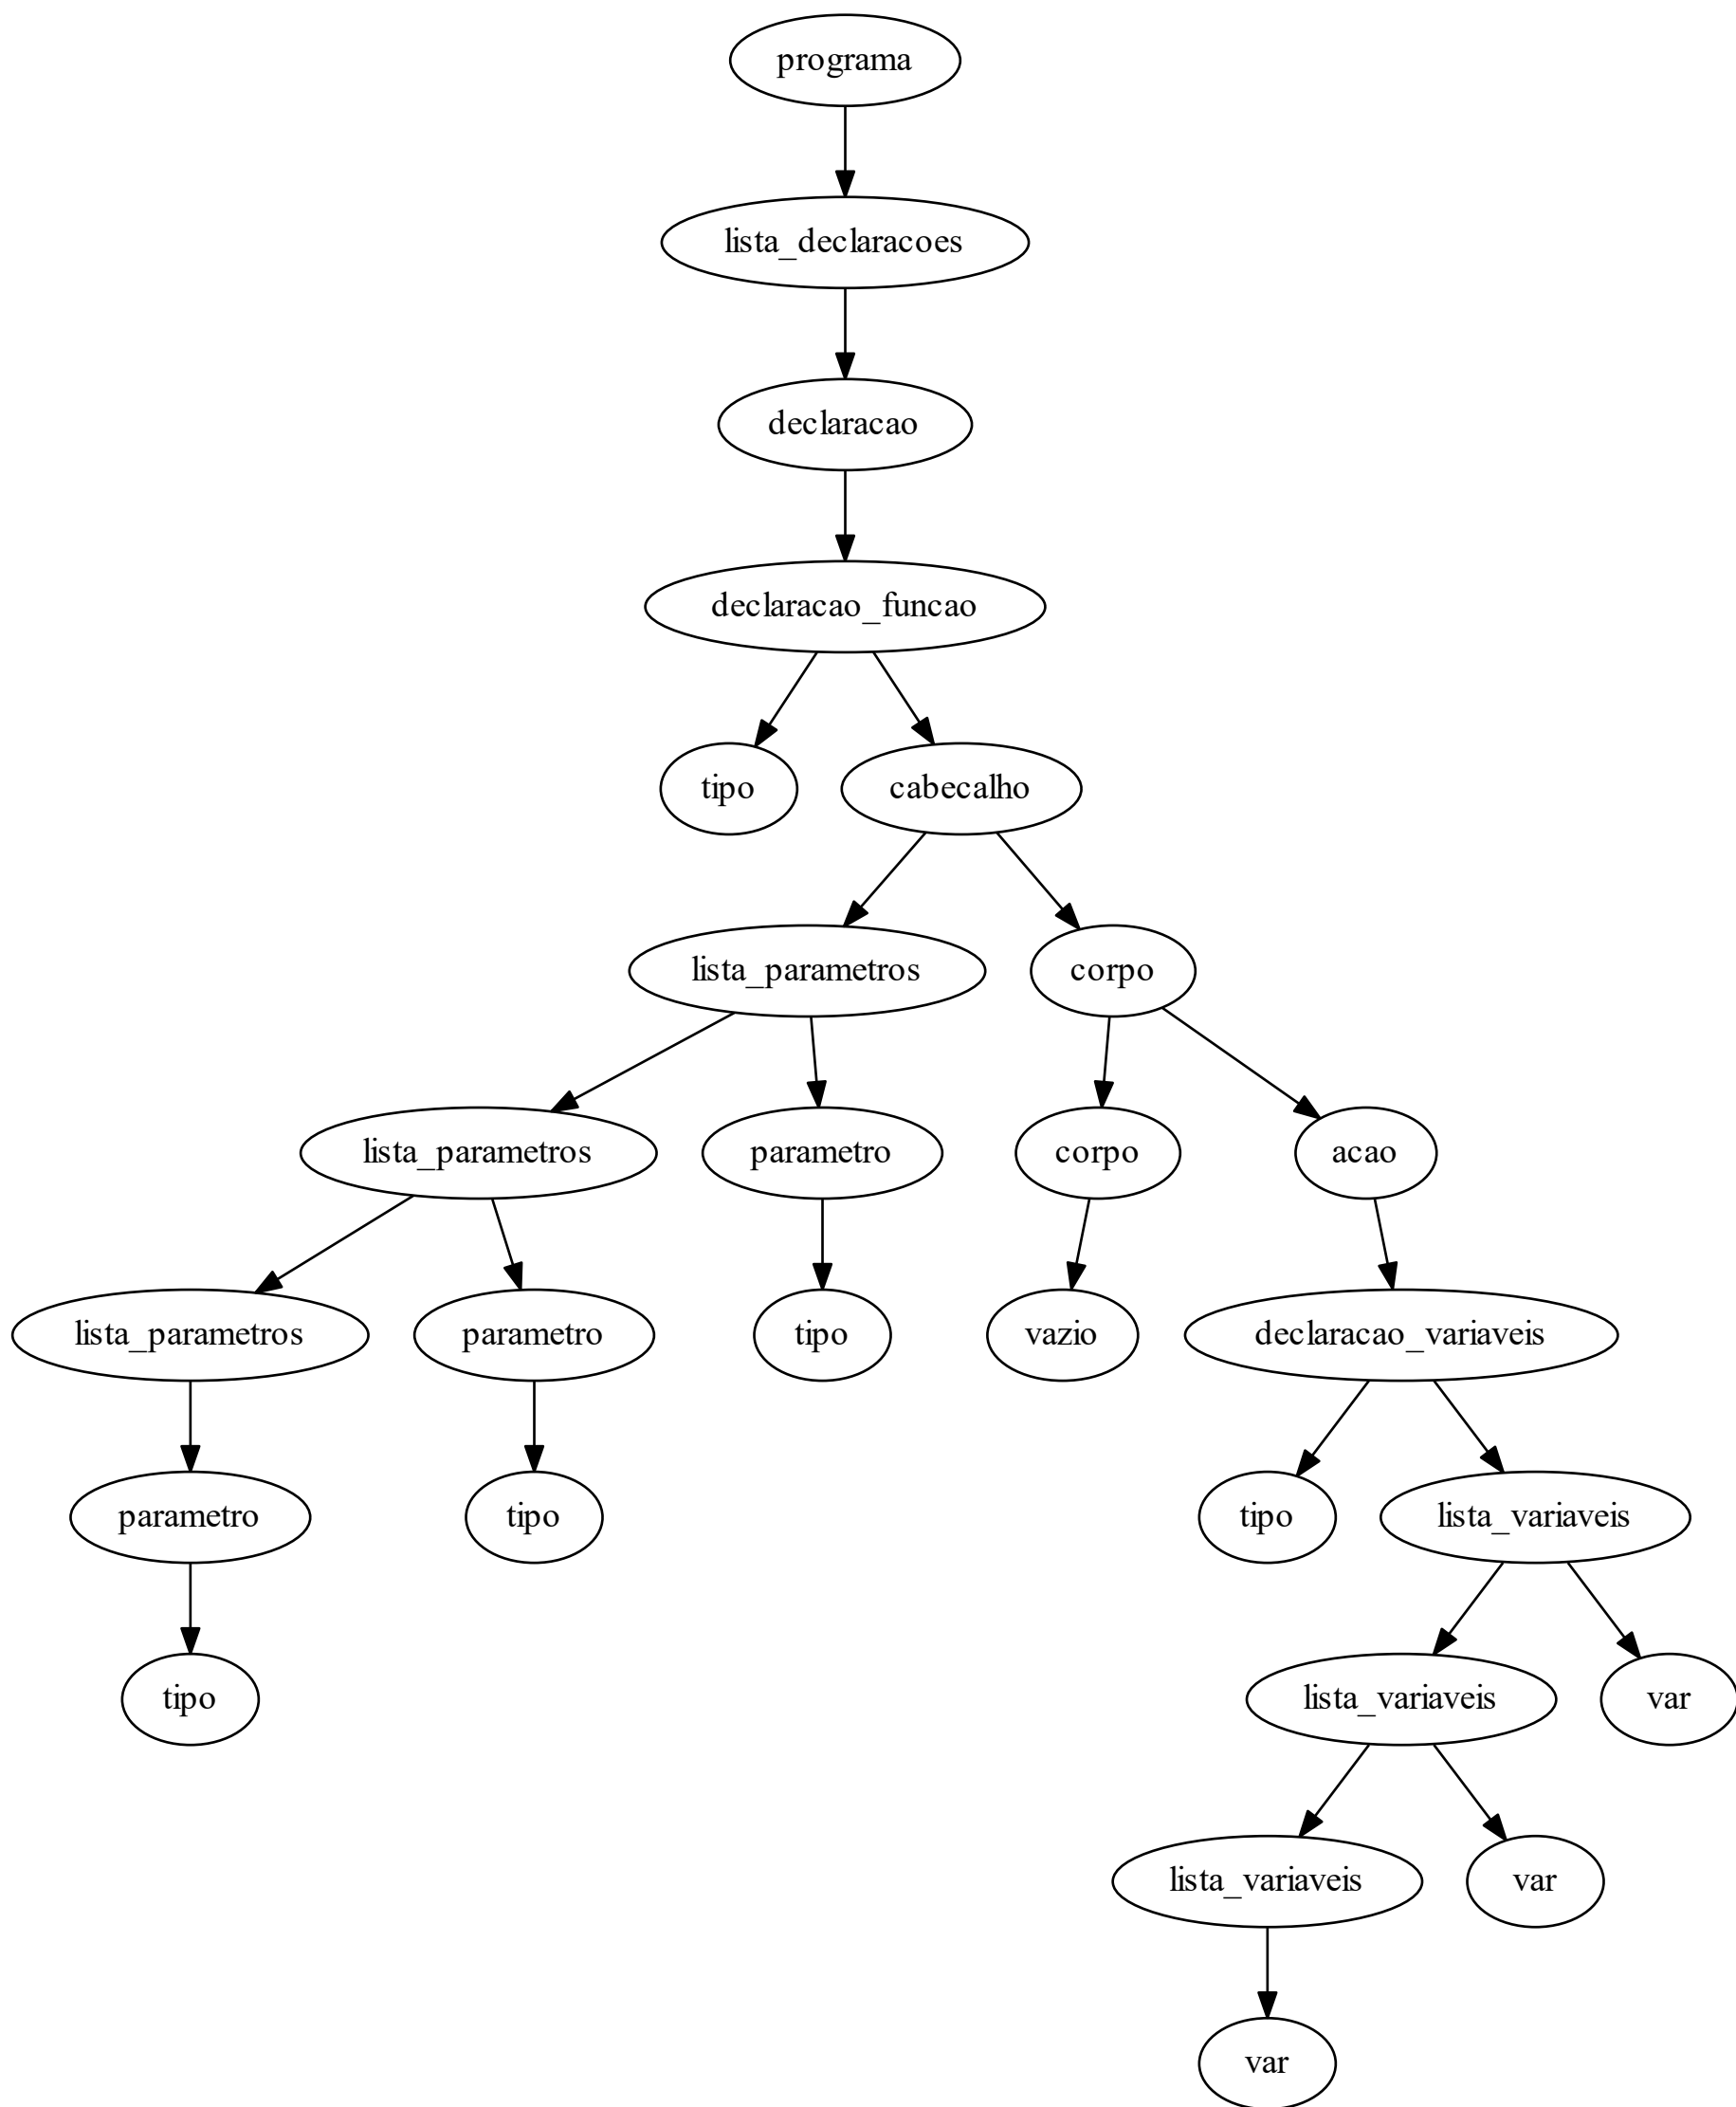 programa
lista_declaracoes
declaracao
declaracao_funcao
tipo
cabecalho
lista_parametros
corpo
lista_parametros
parametro
corpo
acao
lista_parametros
parametro
tipo
vazio
declaracao_variaveis
parametro
tipo
tipo
lista_variaveis
tipo
lista_variaveis
var
lista_variaveis
var
var